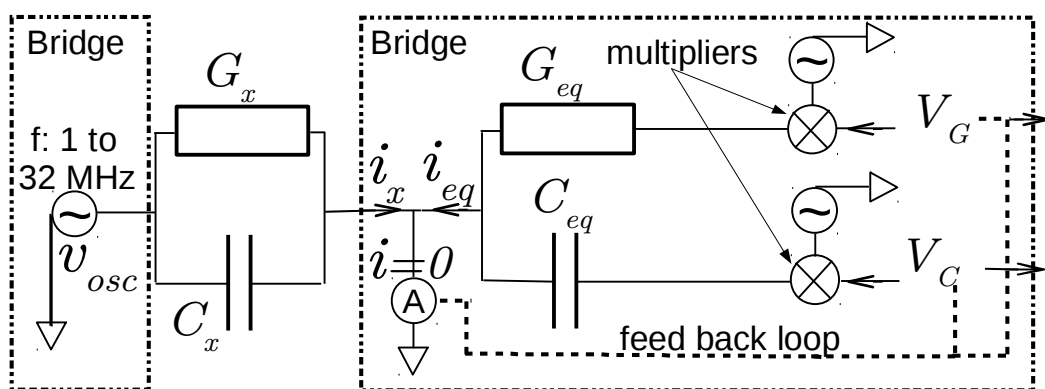 Bridge
Bridge
multipliers
~
G_x
G_eq
V_G
f: 1 to
32 MHz
i_x i_eq
C_eq
~
~
v_osc
i=0
V_C
A
C_x
feed back loop